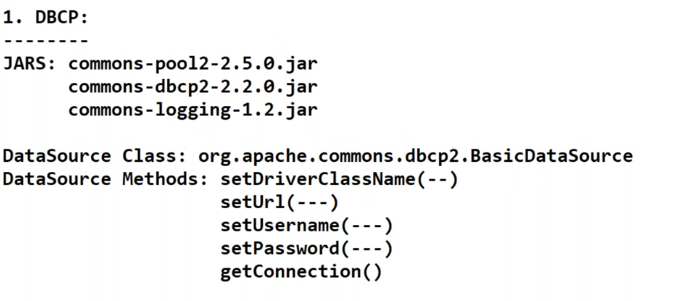 1. DBCP:
--------
JARS: commons-pool2-2.5.0.jar
commons-dbcp2-2.2.0.jar
commons-logging-1.2.jar
DataSource Class: org.apache.commons.dbcp2.BasicDataSource
DataSource Methods: setDriverClassName(--)
setUrl(---)
setUsername(---)
setPassword(---)
getConnection()